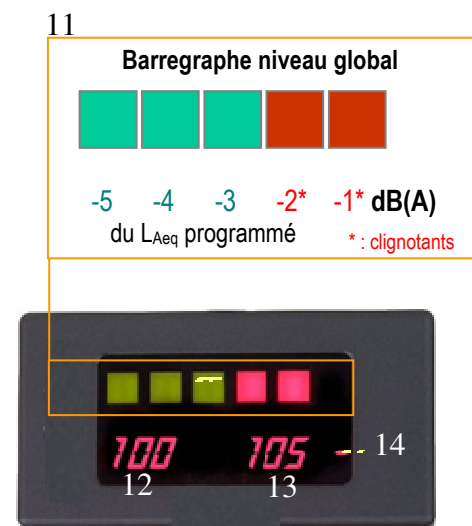 11
Barregraphe niveau global
-5 -4 -3 -2* -1* dB(A)
du LAeq programmé
* : clignotants
100 105 14
12 13